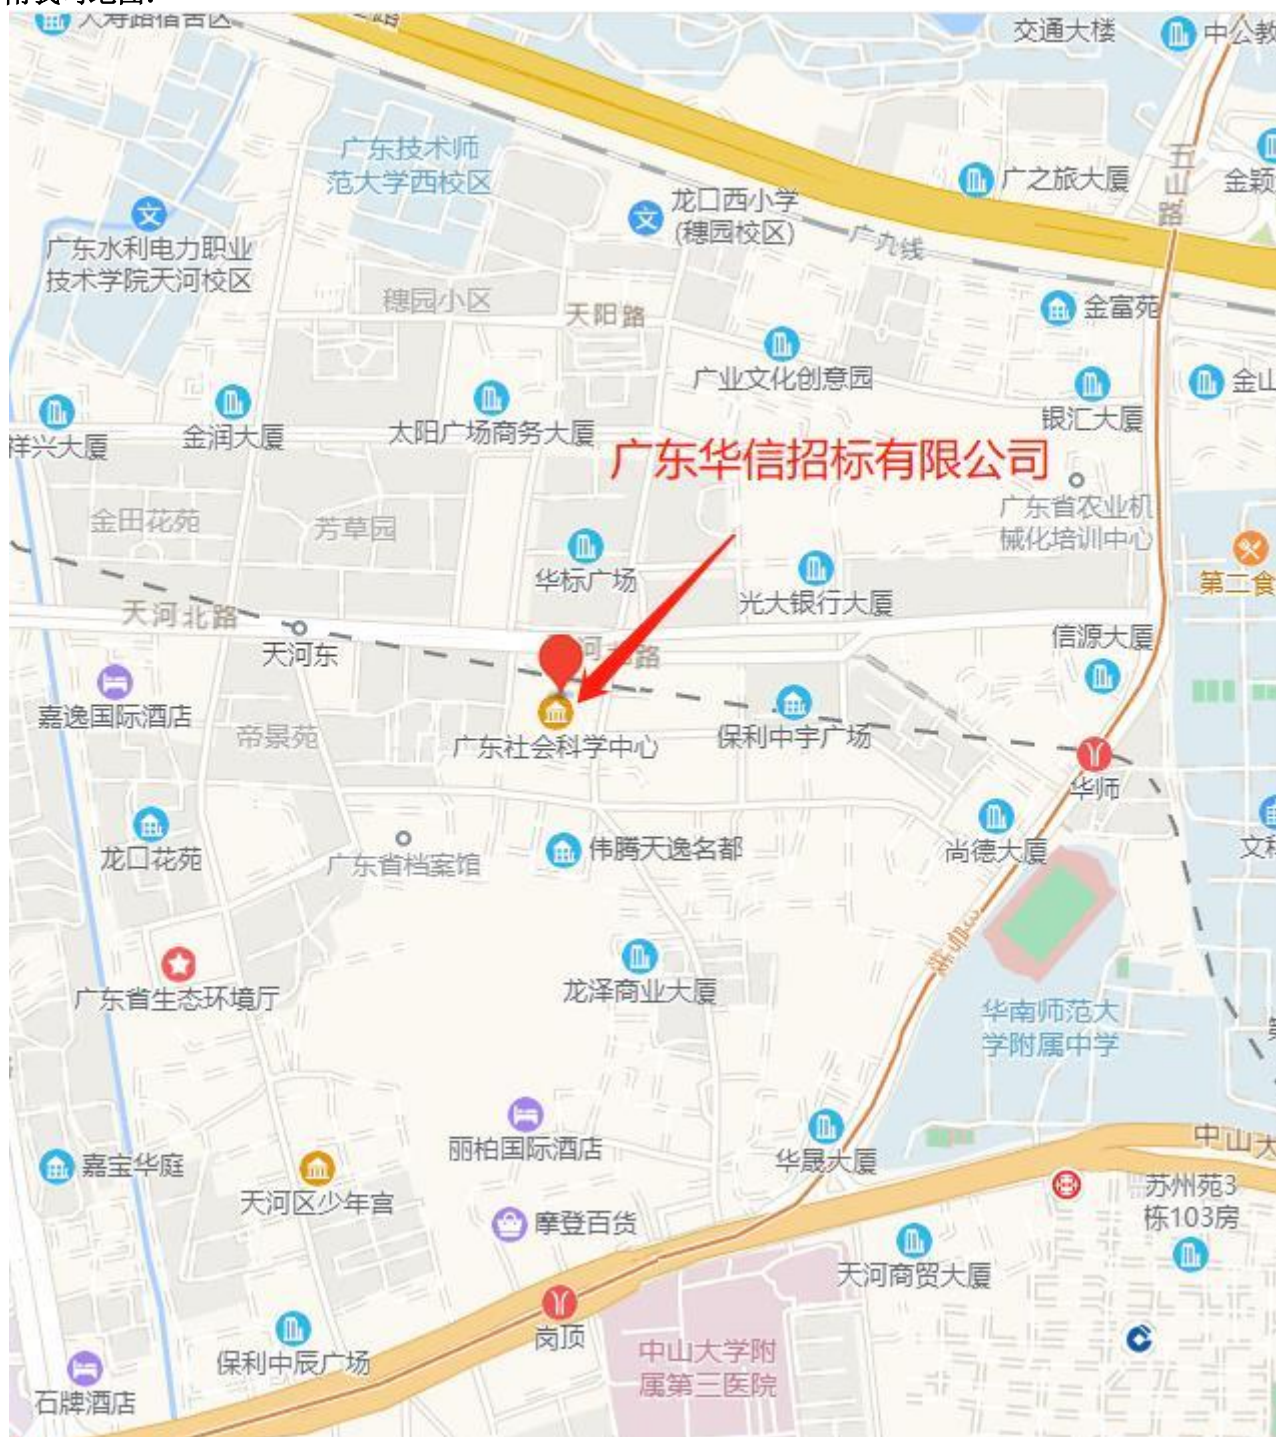 天寿路宿舍区
交通大楼
中公教
广东技术师
范大学西校区
五山路
广之旅大厦
金颖
龙口西小学
(穗园校区)
广东水利电力职业
技术学院天河校区
广九线
穗园小区
天阳路
金富苑
广业文化创意园
金山
祥兴大厦
金润大厦
太阳广场商务大厦
银汇大厦
广东华信招标有限公司
广东省农业机
械化培训中心
金田花苑
芳草园
华标广场
光大银行大厦
第二食
天河北路
天河东
河北路
信源大厦
嘉逸国际酒店
帝景苑
广东社会科学中心
保利中宇广场
华师
龙口花苑
广东省档案馆
伟腾天逸名都
尚德大厦
文科
广东省生态环境厅
龙泽商业大厦
华南师范大
学附属中学
丽柏国际酒店
华晟大厦
中山大
嘉宝华庭
天河区少年宫
摩登百货
苏州苑3
栋103房
天河商贸大厦
岗顶
保利中辰广场
中山大学附
属第三医院
石牌酒店